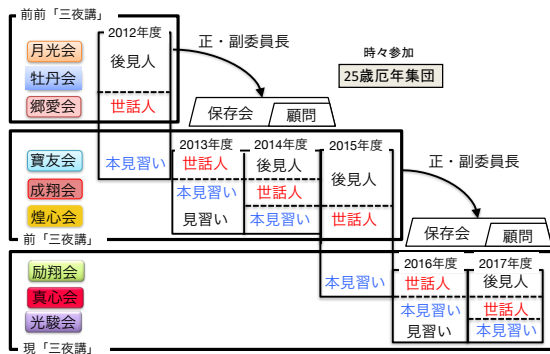 前前「三夜講」
2012年度
月光会
牡丹会
郷愛会
後見人
世話人
本見習い
正・副委員長
時々参加
25歳厄年集団
保存会
顧問
2013年度
2014年度
2015年度
寶友会
成翔会
煌心会
世話人
本見習い
見習い
後見人
世話人
本見習い
後見人
世話人
本見習い
正・副委員長
保存会
顧問
前「三夜講」
2016年度
2017年度
励翔会
真心会
光駿会
世話人
本見習い
見習い
後見人
世話人
本見習い
現「三夜講」